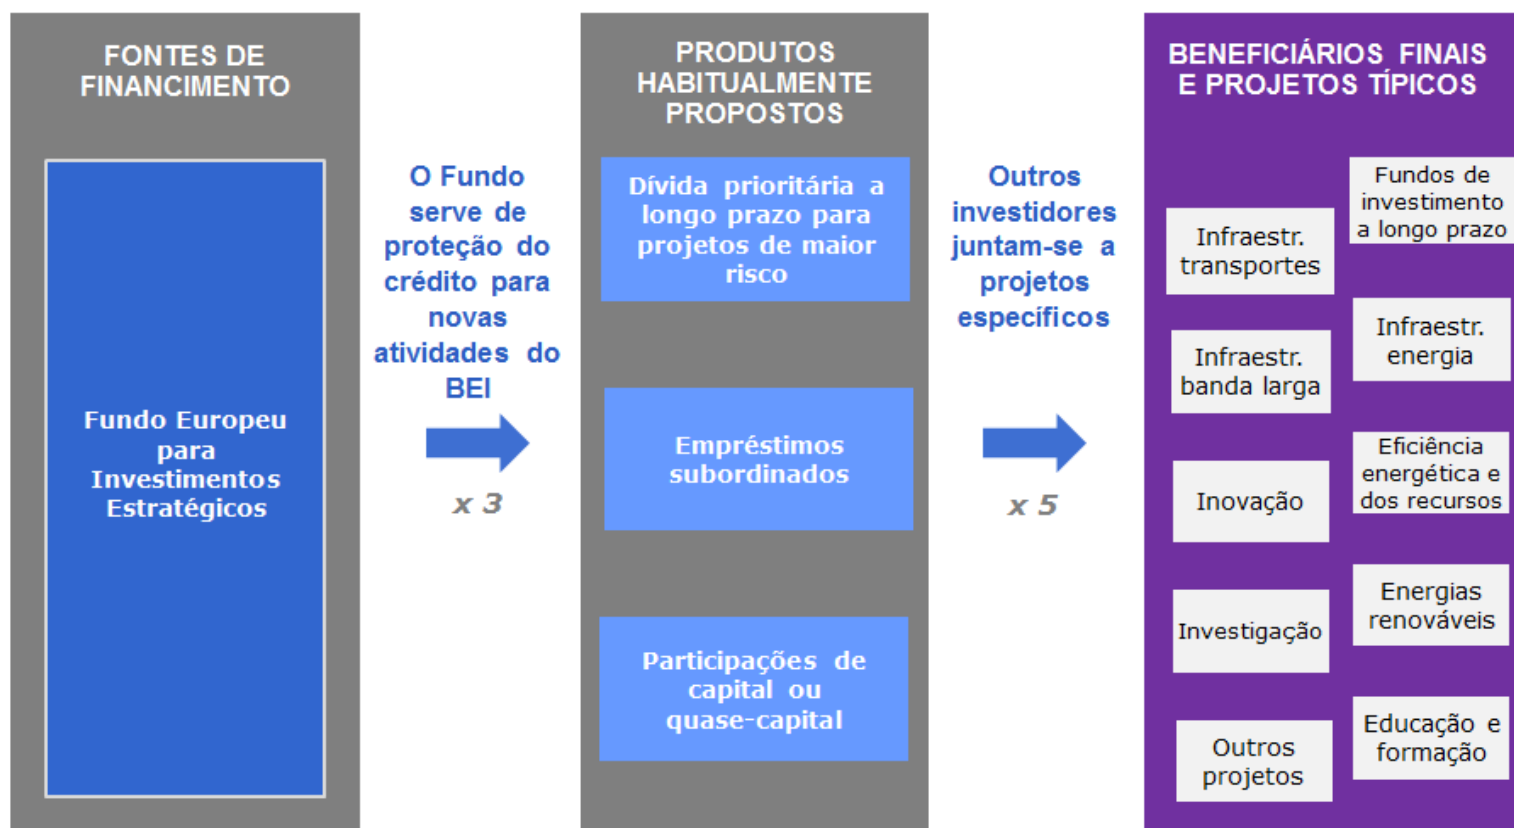 FONTES DE
FINANCIMENTO
Fundo Europeu
para
Investimentos
Estratégicos
O Fundo
serve de
proteção do
crédito para
novas
atividades do
BEI
x 3
PRODUTOS
HABITUALMENTE
PROPOSTOS
Dívida prioritária a
longo prazo para
projetos de maior
risco
Empréstimos
subordinados
Participações de
capital ou
quase-capital
Outros
investidores
juntam-se a
projetos
específicos
x 5
BENEFICIÁRIOS FINAIS
E PROJETOS TÍPICOS
Fundos de
investimento
a longo prazo
Infraestr.
transportes
Infraestr.
energia
Infraestr.
banda larga
Eficiência
energética e
dos recursos
Inovação
Energias
renováveis
Investigação
Educação e
formação
Outros
projetos